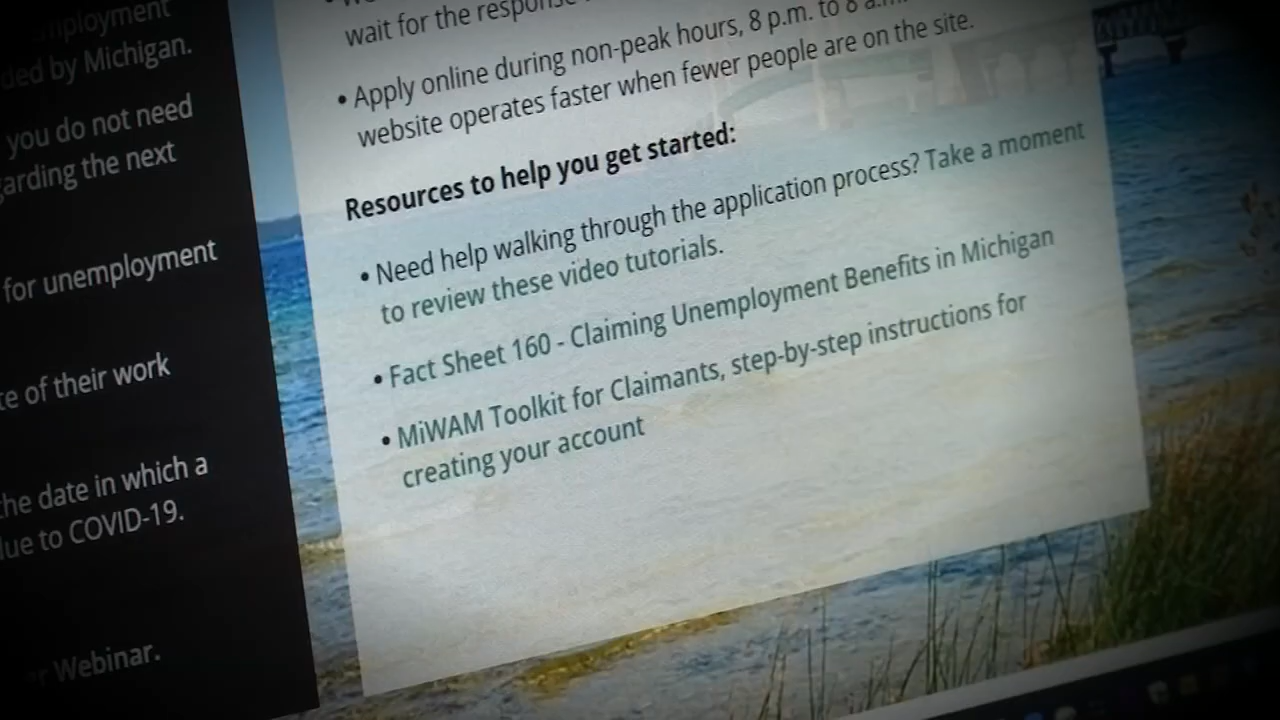 employment
ded by Michigan.
you do not need
garding the next
for unemployment
te of their work
the date in which a
due to COVID-19.
Webinar.
wait for the response
• Apply online during non-peak hours, 8 p.m. to 8 a.m.
website operates faster when fewer people are on the site.
Resources to help you get started:
• Need help walking through the application process? Take a moment
to review these video tutorials.
• Fact Sheet 160 - Claiming Unemployment Benefits in Michigan
• MiWAM Toolkit for Claimants, step-by-step instructions for
creating your account